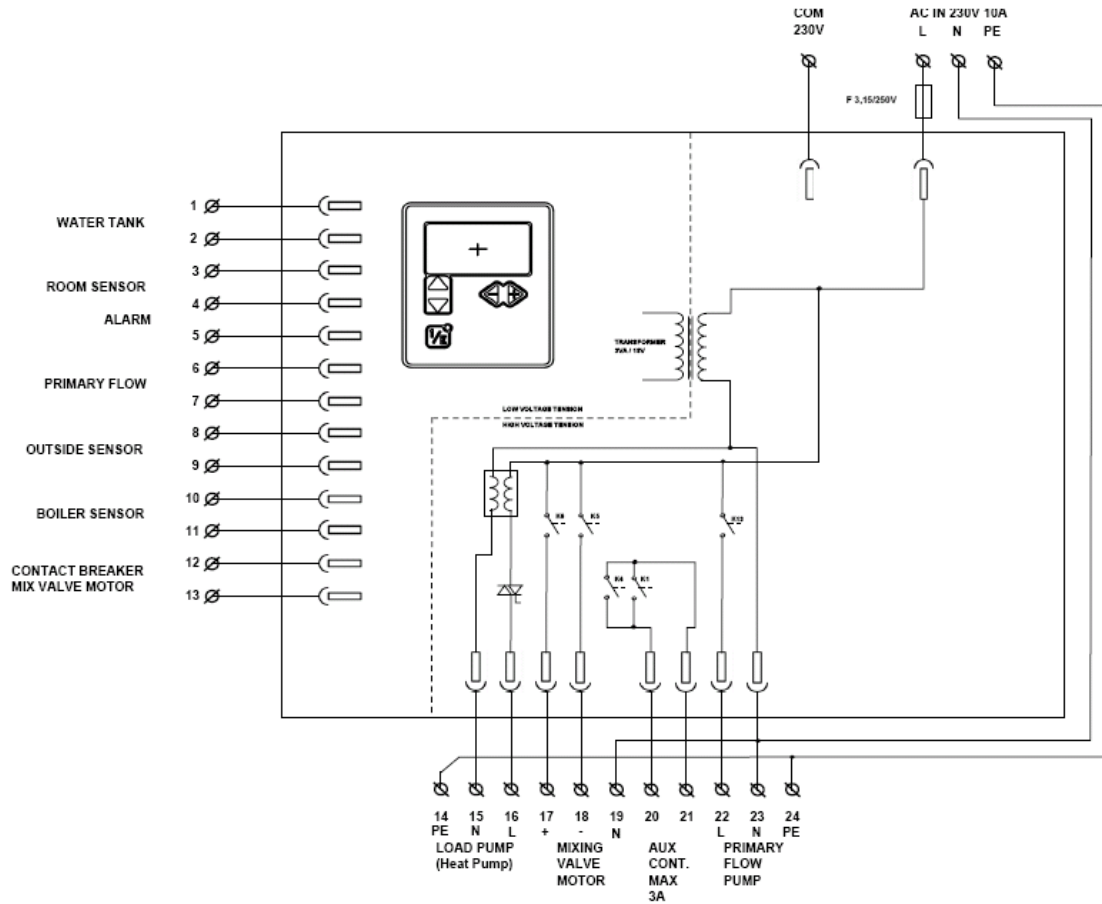 COM
230V
AC IN 230V 10A
L N PE
F 3,15/250V
1
WATER TANK
2
3
ROOM SENSOR
4
ALARM
5
6
PRIMARY FLOW
7
8
OUTSIDE SENSOR
9
10
BOILER SENSOR
11
12
CONTACT BREAKER
MIX VALVE MOTOR
13
TRANSFORMER
LOW VOLTAGE TENSION
HIGH VOLTAGE TENSION
K5
K13
K4 K1
14 15 16 17 18 19 20 21 22 23 24
PE N L + - N L N PE
LOAD PUMP
(Heat Pump)
MIXING
VALVE
MOTOR
AUX
CONT.
MAX
3A
PRIMARY
FLOW
PUMP